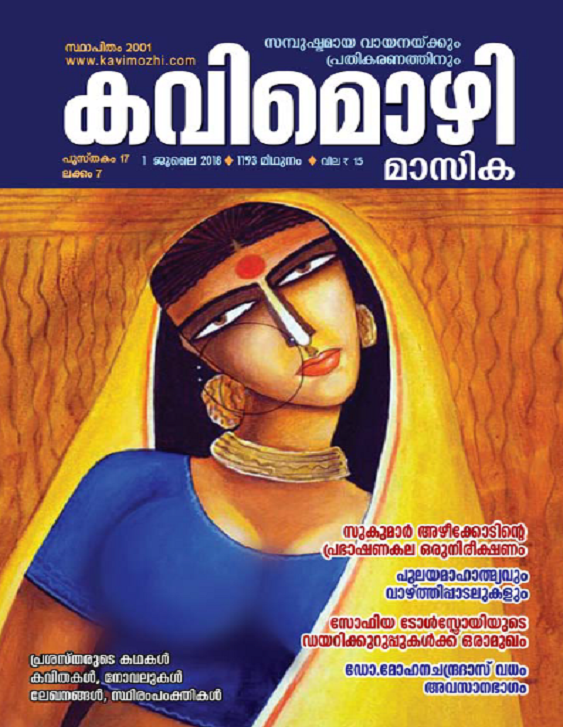 സ്ഥാപിതം 2001
www.kavimozhi.com
സമ്പുഷ്ടമായ വായനയ്ക്കും
പ്രതികരണത്തിനും
കവിമൊഴി
മാസിക
പുസ്തകം 17
ലക്കം 7
1 ജൂലൈ 2018 ◆ 1193 മിഥുനം ◆ വില ₹ 15
സുകുമാർ അഴീക്കോടിന്റെ
പ്രഭാഷണകല ഒരുനിരീക്ഷണം
പുലയമാഹാത്മ്യവും
വാഴ്ത്തിപ്പാടലുകളും
സോഫിയ ടോൾസ്റ്റോയിയുടെ
ഡയറിക്കുറുപ്പുകൾക്ക് ഒരാമുഖം
ഡോ.മോഹനചന്ദ്രദാസ് വധം
അവസാനഭാഗം
പ്രശസ്തരുടെ കഥകൾ
കവിതകൾ, നോവലുകൾ
ലേഖനങ്ങൾ, സ്ഥിരംപംക്തികൾ